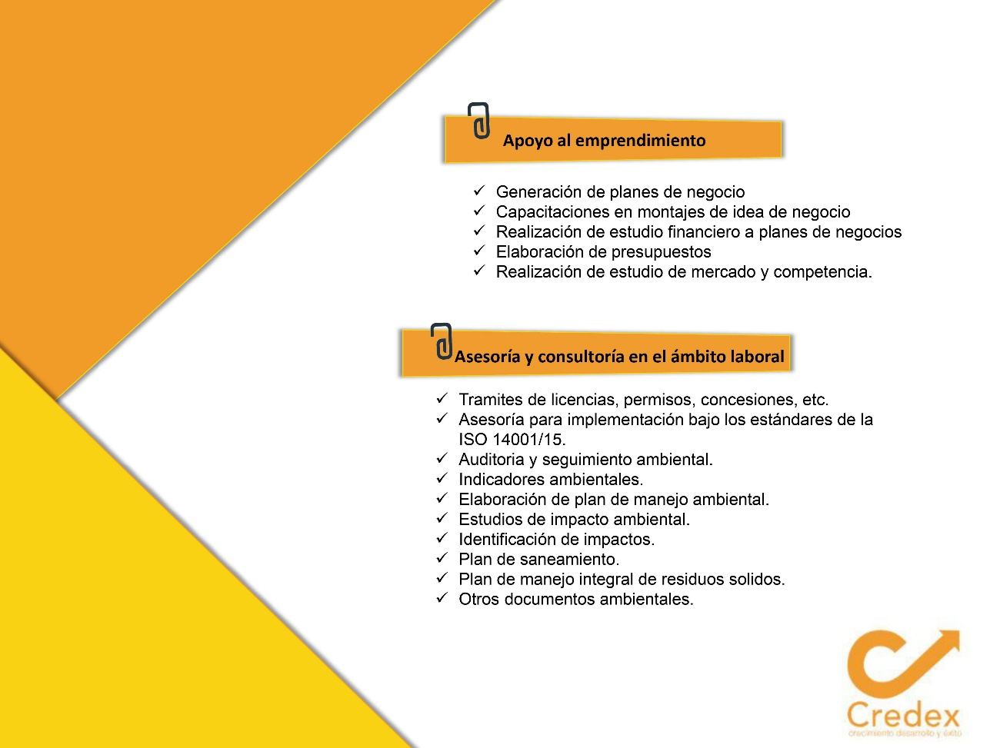 Apoyo al emprendimiento
✓ Generación de planes de negocio
✓ Capacitaciones en montajes de idea de negocio
✓ Realización de estudio financiero a planes de negocios
✓ Elaboración de presupuestos
✓ Realización de estudio de mercado y competencia.
Asesoría y consultoría en el ámbito laboral
✓ Tramites de licencias, permisos, concesiones, etc.
✓ Asesoría para implementación bajo los estándares de la
ISO 14001/15.
✓ Auditoria y seguimiento ambiental.
✓ Indicadores ambientales.
✓ Elaboración de plan de manejo ambiental.
✓ Estudios de impacto ambiental.
✓ Identificación de impactos.
✓ Plan de saneamiento.
✓ Plan de manejo integral de residuos solidos.
✓ Otros documentos ambientales.
Credex
crecimiento desarrollo y éxito